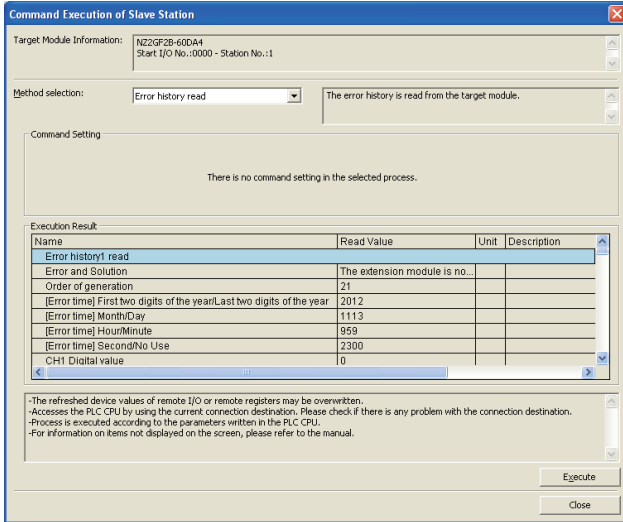 Command Execution of Slave Station
Target Module Information:
NZ2GF2B-60DA4
Start I/O No.:0000 - Station No.:1
Method selection:
Error history read
The error history is read from the target module.
Command Setting
There is no command setting in the selected process.
Execution Result
Name Read Value Unit Description
Error history1 read
Error and Solution The extension module is no...
Order of generation 21
[Error time] First two digits of the year/Last two digits of the year 2012
[Error time] Month/Day 1113
[Error time] Hour/Minute 959
[Error time] Second/No Use 2300
CH1 Digital value 0
-The refreshed device values of remote I/O or remote registers may be overwritten.
-Accesses the PLC CPU by using the current connection destination. Please check if there is any problem with the connection destination.
-Process is executed according to the parameters written in the PLC CPU.
-For information on items not displayed on the screen, please refer to the manual.
Execute
Close